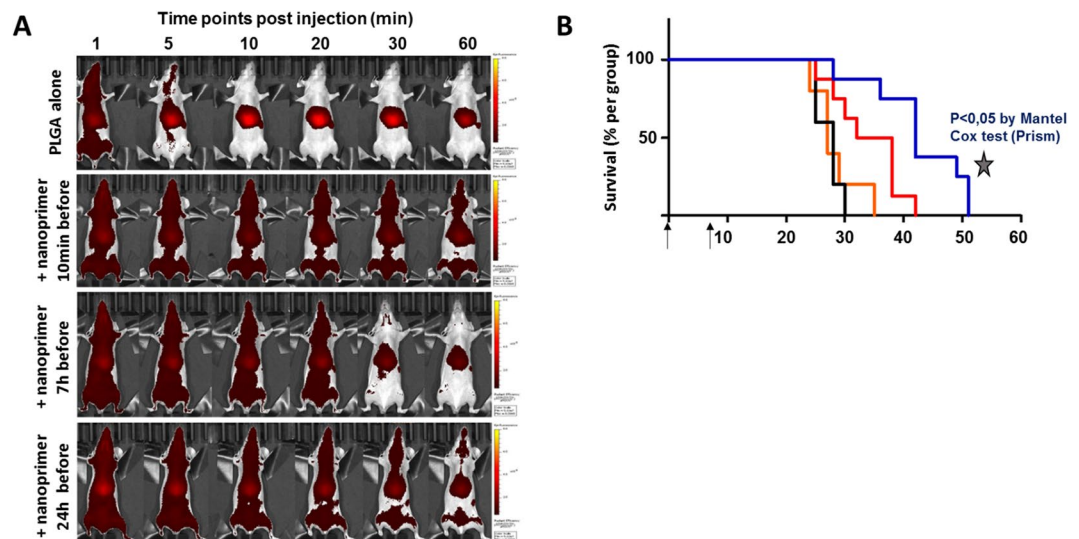 A
Time points post injection (min)
1 5 10 20 30 60
PLGA alone
+ nanoprimer
10min before
+ nanoprimer
7h before
+ nanoprimer
24h before
B
Survival (% per group)
100
50
P<0,05 by Mantel
Cox test (Prism)
10 20 30 40 50 60